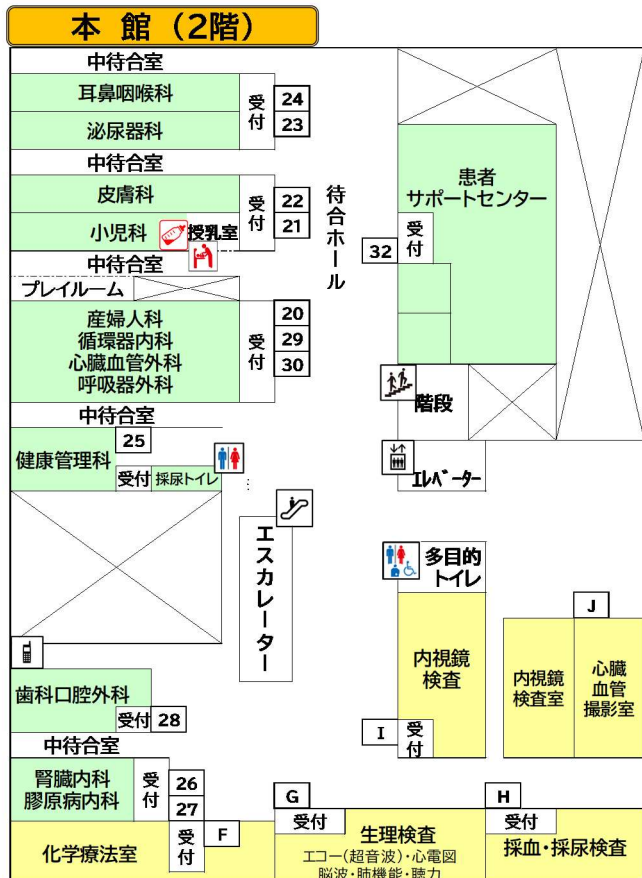 本 館 （2階）
中待合室
耳鼻咽喉科
泌尿器科
受付
24
23
中待合室
皮膚科
小児科
授乳室
受付
22
21
中待合室
プレイルーム
産婦人科
循環器内科
心臓血管外科
呼吸器外科
受付
20
29
30
中待合室
25
健康管理科
受付
採尿トイレ
待合ホール
患者
サポートセンター
受付
32
階段
エレベーター
エスカレーター
多目的
トイレ
内視鏡
検査
I
受付
J
内視鏡
検査室
心臓
血管
撮影室
歯科口腔外科
受付
28
中待合室
腎臓内科
膠原病内科
受付
26
27
化学療法室
受付
F
G
受付
生理検査
エコー(超音波)・心電図
脳波・肺機能・聴力
H
受付
採血・採尿検査